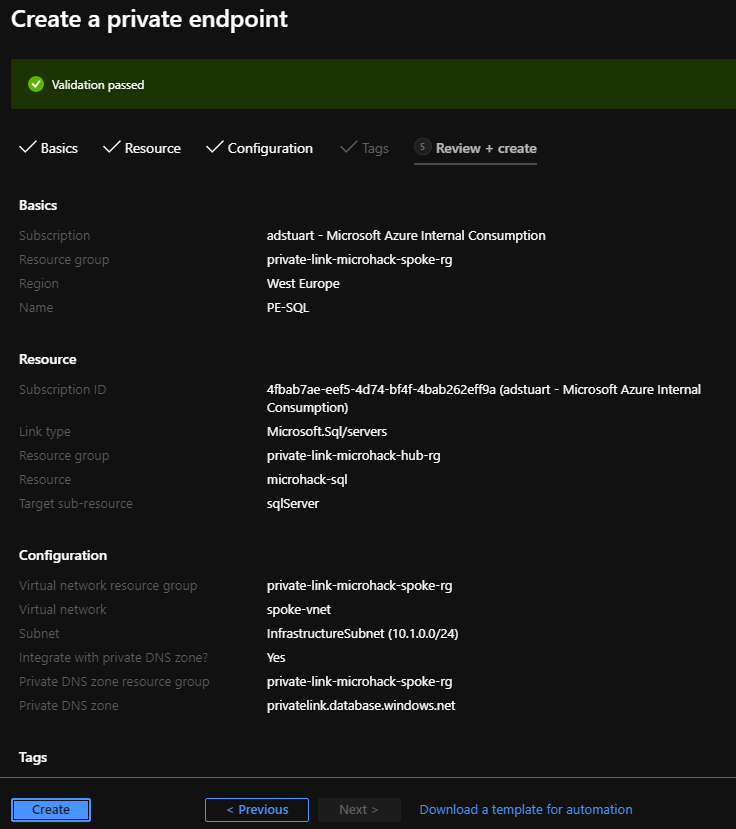 Create a private endpoint
Validation passed
Basics
Resource
Configuration
Tags
5 Review + create
Basics
Subscription adstuart - Microsoft Azure Internal Consumption
Resource group private-link-microhack-spoke-rg
Region West Europe
Name PE-SQL
Resource
Subscription ID 4fbab7ae-eef5-4d74-bf4f-4bab262eff9a (adstuart - Microsoft Azure Internal
Consumption)
Link type Microsoft.Sql/servers
Resource group private-link-microhack-hub-rg
Resource microhack-sql
Target sub-resource sqlServer
Configuration
Virtual network resource group private-link-microhack-spoke-rg
Virtual network spoke-vnet
Subnet InfrastructureSubnet (10.1.0.0/24)
Integrate with private DNS zone? Yes
Private DNS zone resource group private-link-microhack-spoke-rg
Private DNS zone privatelink.database.windows.net
Tags
Create
< Previous
Next >
Download a template for automation